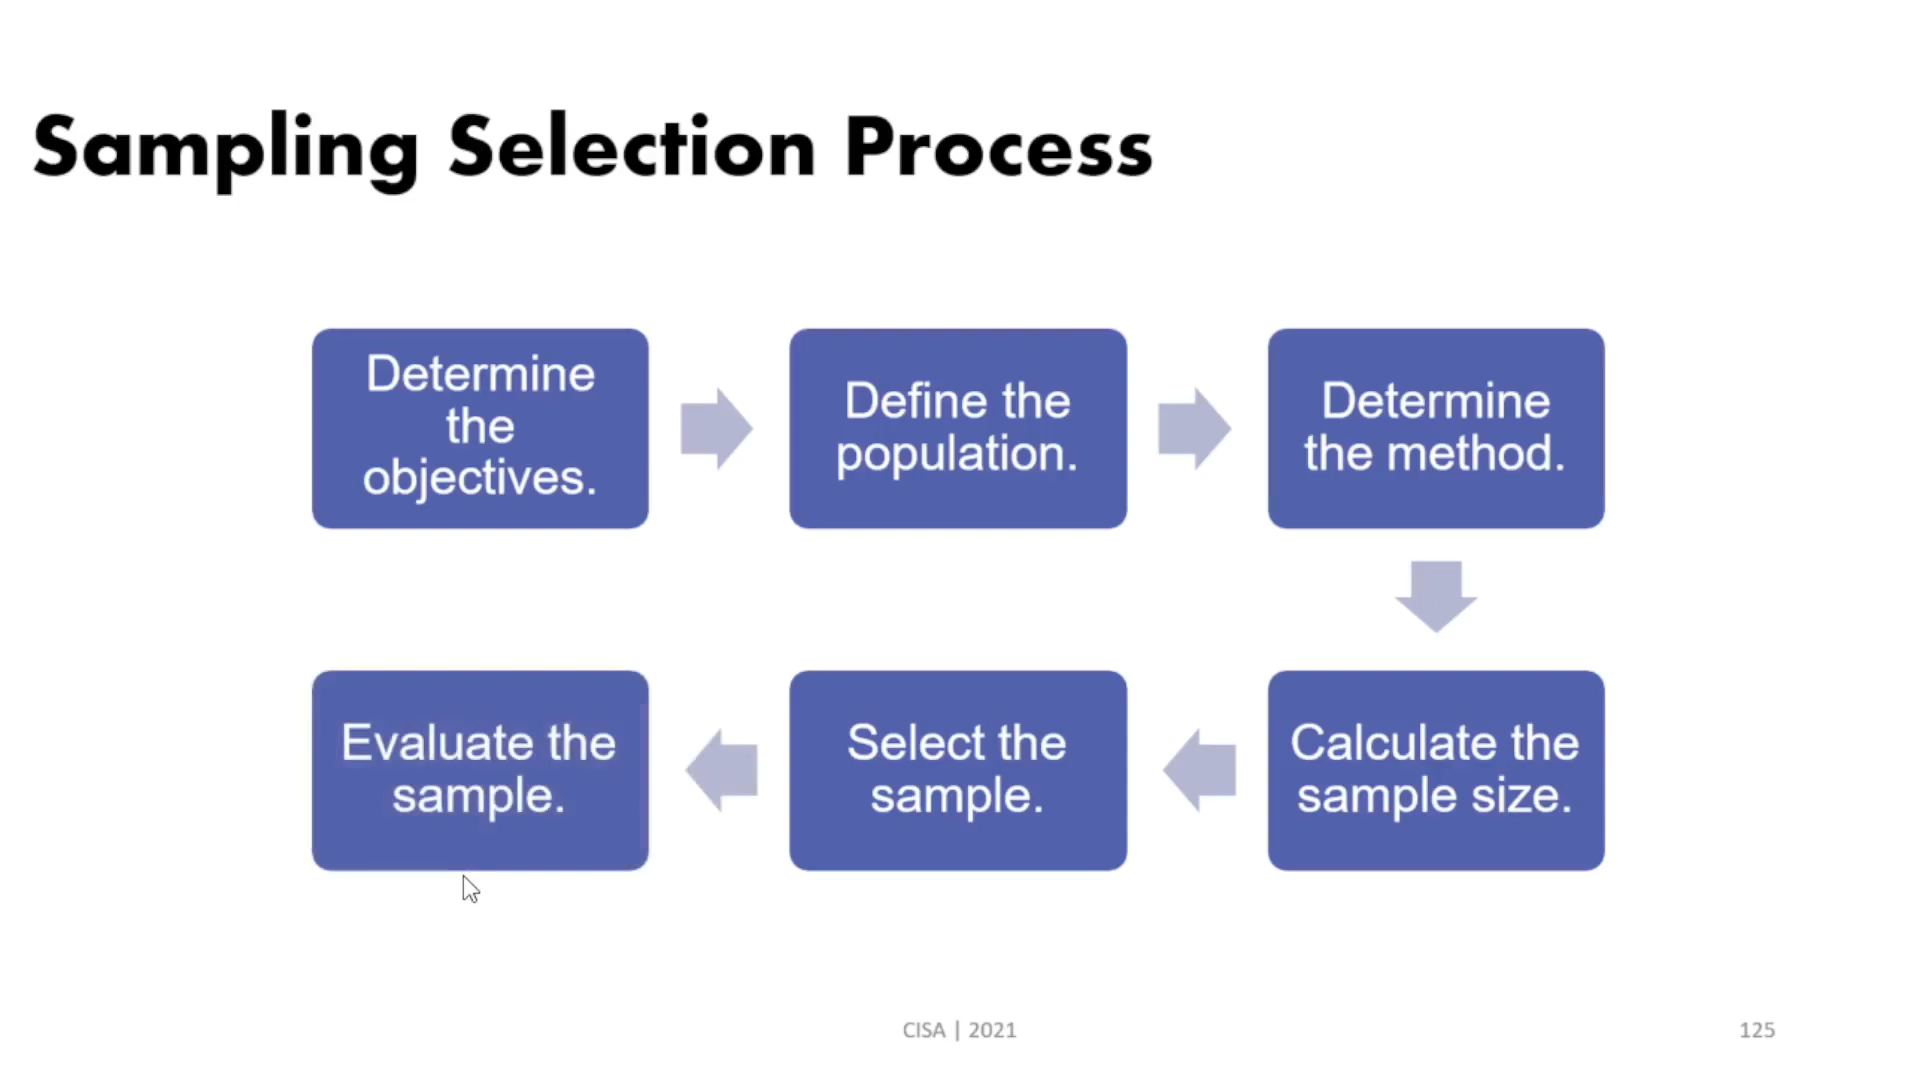 Sampling Selection Process
Determine
the
objectives.
Define the
population.
Determine
the method.
Calculate the
sample size.
Select the
sample.
Evaluate the
sample.
CISA | 2021
125